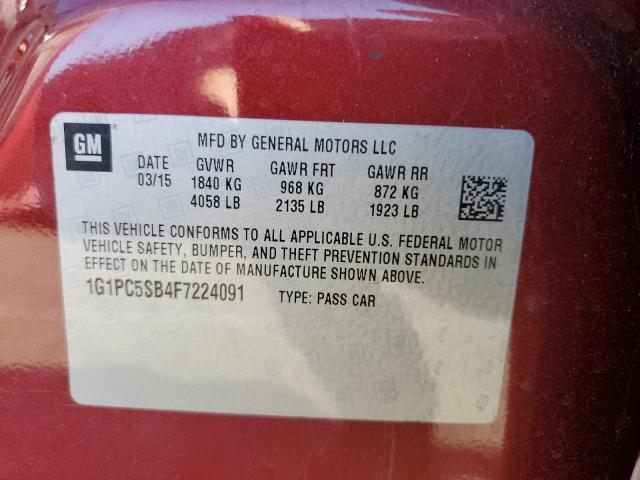 GM ®
MFD BY GENERAL MOTORS LLC
DATE GVWR GAWR FRT GAWR RR
03/15 1840 KG 968 KG 872 KG
4058 LB 2135 LB 1923 LB
THIS VEHICLE CONFORMS TO ALL APPLICABLE U.S. FEDERAL MOTOR
VEHICLE SAFETY, BUMPER, AND THEFT PREVENTION STANDARDS IN
EFFECT ON THE DATE OF MANUFACTURE SHOWN ABOVE.
1G1PC5SB4F7224091 TYPE: PASS CAR